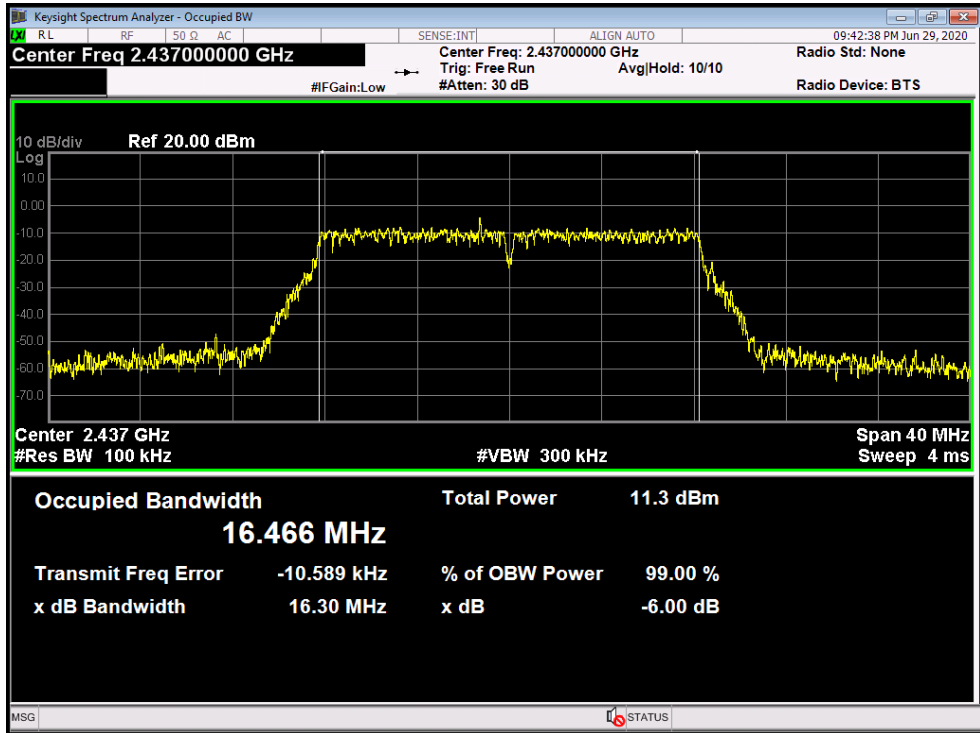 Keysight Spectrum Analyzer - Occupied BW
LXI RL RF 50 Ω AC SENSE:INT ALIGN AUTO 09:42:38 PM Jun 29, 2020
Center Freq 2.437000000 GHz
Center Freq: 2.437000000 GHz Radio Std: None
Trig: Free Run Avg|Hold: 10/10
#IFGain:Low #Atten: 30 dB Radio Device: BTS
10 dB/div Ref 20.00 dBm
Log
10.0
0.00
-10.0
-20.0
-30.0
-40.0
-50.0
-60.0
-70.0
Center 2.437 GHz Span 40 MHz
#Res BW 100 kHz #VBW 300 kHz Sweep 4 ms
Occupied Bandwidth Total Power 11.3 dBm
16.466 MHz
Transmit Freq Error -10.589 kHz % of OBW Power 99.00 %
x dB Bandwidth 16.30 MHz x dB -6.00 dB
MSG STATUS